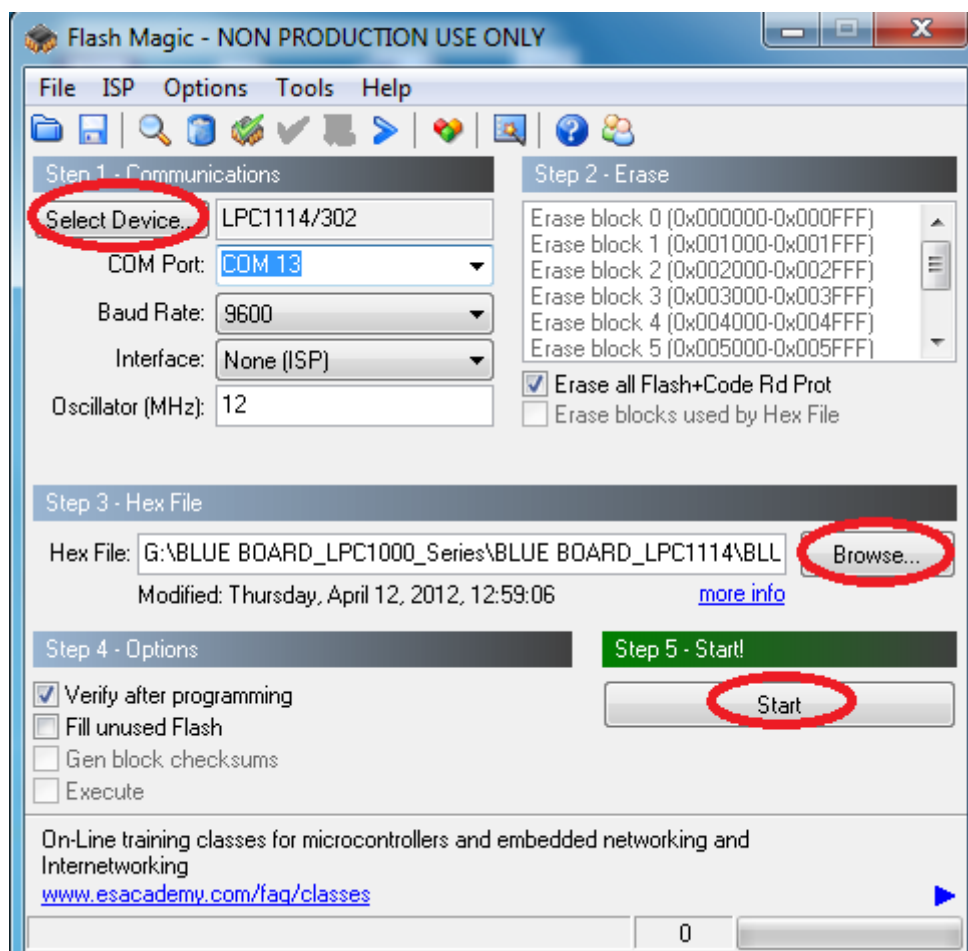 Flash Magic - NON PRODUCTION USE ONLY
File ISP Options Tools Help
Step 1 - Communications
Select Device... LPC1114/302
COM Port: COM 13
Baud Rate: 9600
Interface: None (ISP)
Oscillator (MHz): 12
Step 2 - Erase
Erase block 0 (0x000000-0x000FFF)
Erase block 1 (0x001000-0x001FFF)
Erase block 2 (0x002000-0x002FFF)
Erase block 3 (0x003000-0x003FFF)
Erase block 4 (0x004000-0x004FFF)
Erase block 5 (0x005000-0x005FFF)
Erase all Flash+Code Rd Prot
Erase blocks used by Hex File
Step 3 - Hex File
Hex File: G:\BLUE BOARD_LPC1000_Series\BLUE BOARD_LPC1114\BLU Browse...
Modified: Thursday, April 12, 2012, 12:59:06 more info
Step 4 - Options
Verify after programming
Fill unused Flash
Gen block checksums
Execute
Step 5 - Start!
Start
On-Line training classes for microcontrollers and embedded networking and
Internetworking
www.esacademy.com/faq/classes
0